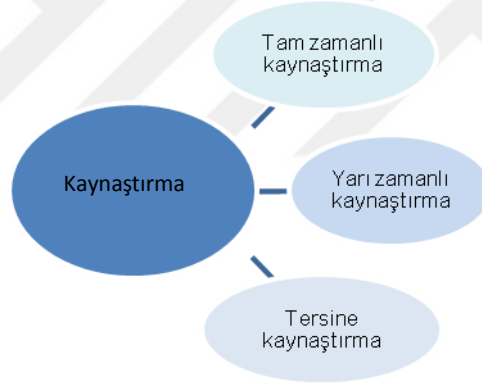 Tam zamanlı
kaynaştırma
Kaynaştırma
Yarı zamanlı
kaynaştırma
Tersine
kaynaştırma